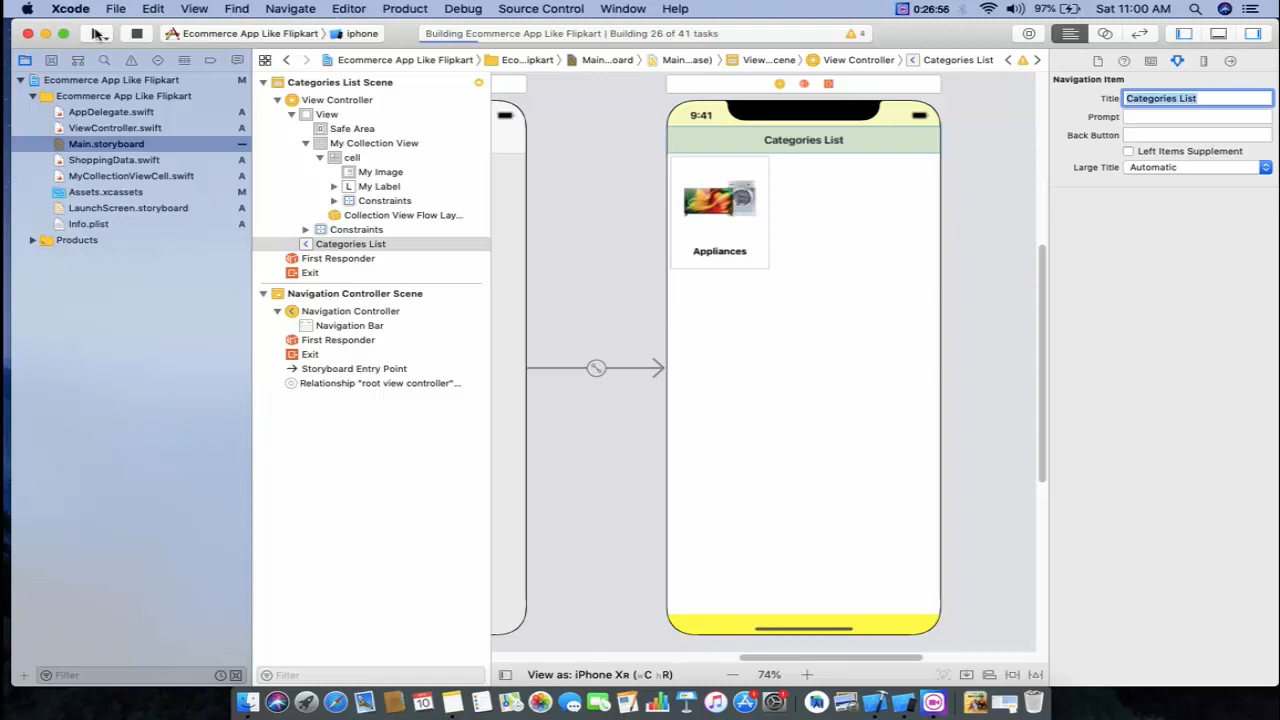 Xcode File Edit View Find Navigate Editor Product Debug Source Control Window Help 0:26:56 97% Sat 11:00 AM
Ecommerce App Like Flipkart iphone Building Ecommerce App Like Flipkart | Building 26 of 41 tasks 4
Ecommerce App Like Flipkart M
Ecommerce App Like Flipkart
AppDelegate.swift A
ViewController.swift A
Main.storyboard
ShoppingData.swift A
MyCollectionViewCell.swift A
Assets.xcassets M
LaunchScreen.storyboard A
Info.plist A
Products
Filter
Ecommerce App Like Flipkart Eco...ipkart Main...oard Main...ase) View...cene View Controller Categories List
Categories List Scene
View Controller
View
Safe Area
My Collection View
cell
My Image
L My Label
Constraints
Collection View Flow Lay...
Constraints
Categories List
First Responder
Exit
Navigation Controller Scene
Navigation Controller
Navigation Bar
First Responder
Exit
Storyboard Entry Point
Relationship "root view controller"...
Filter
9:41
Categories List
Appliances
View as: iPhone XR (wC hR) 74%
Navigation Item
Title Categories List
Prompt
Back Button
Left Items Supplement
Large Title Automatic